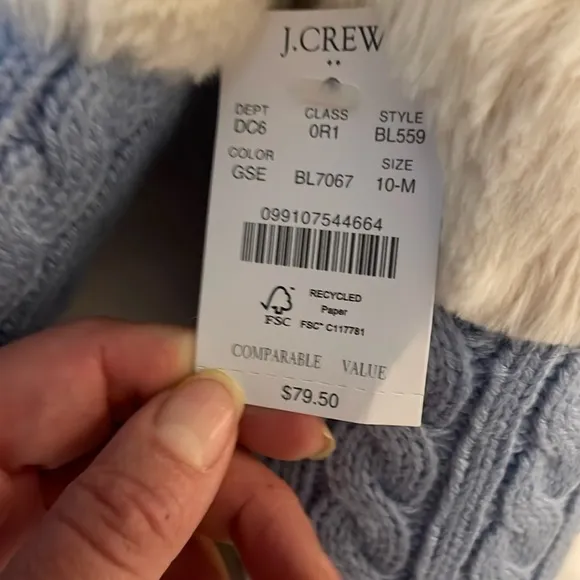 J.CREW
DEPT CLASS STYLE
DC6 0R1 BL559
COLOR SIZE
GSE BL7067 10-M
099107544664
FSC
RECYCLED
Paper
FSC™ C117781
COMPARABLE VALUE
$79.50